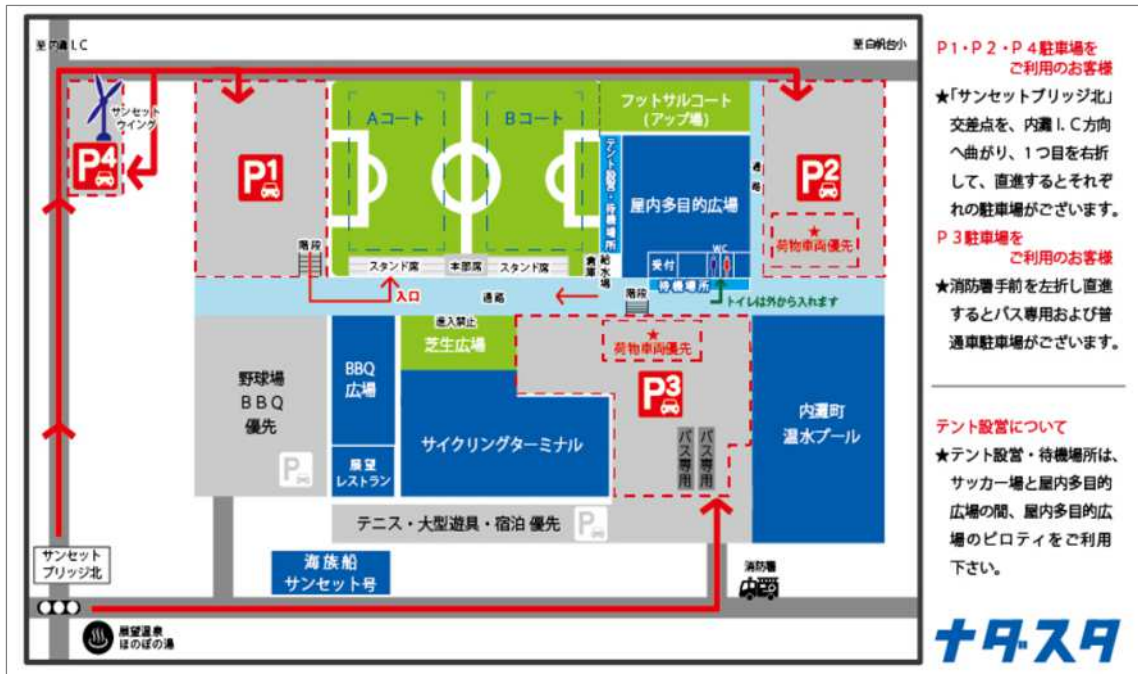 至内灘I.C
至白帆台小
サンセット
ウイング
P4
P1
Aコート
Bコート
フットサルコート
(アップ場)
テント設営・待機場所
屋内多目的広場
通路
P2
★
荷物車両優先
WC
受付
待機場所
階段
スタンド席
本部席
スタンド席
倉庫
給水場
入口
通路
階段
トイレは外から入れます
進入禁止
芝生広場
★
荷物車両優先
野球場
BBQ
優先
P
BBQ
広場
展望
レストラン
サイクリングターミナル
P3
バス専用
バス専用
内灘町
温水プール
テニス・大型遊具・宿泊 優先
P
サンセット
ブリッジ北
海族船
サンセット号
消防署
展望温泉
ほのぼの湯
P1・P2・P4駐車場を
ご利用のお客様
★「サンセットブリッジ北」
交差点を、内灘I.C方向
へ曲がり、1つ目を右折
して、直進するとそれぞ
れの駐車場がございます。
P3駐車場を
ご利用のお客様
★消防署手前を左折し直進
するとバス専用および普
通車駐車場がございます。
テント設営について
★テント設営・待機場所は、
サッカー場と屋内多目的
広場の間、屋内多目的広
場のピロティをご利用
下さい。
ナダスタ